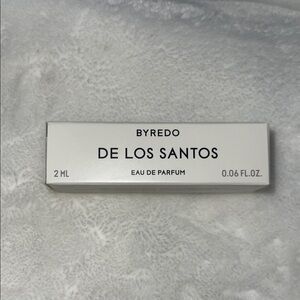 BYREDO
DE LOS SANTOS
2 ML EAU DE PARFUM 0.06 FL.OZ.